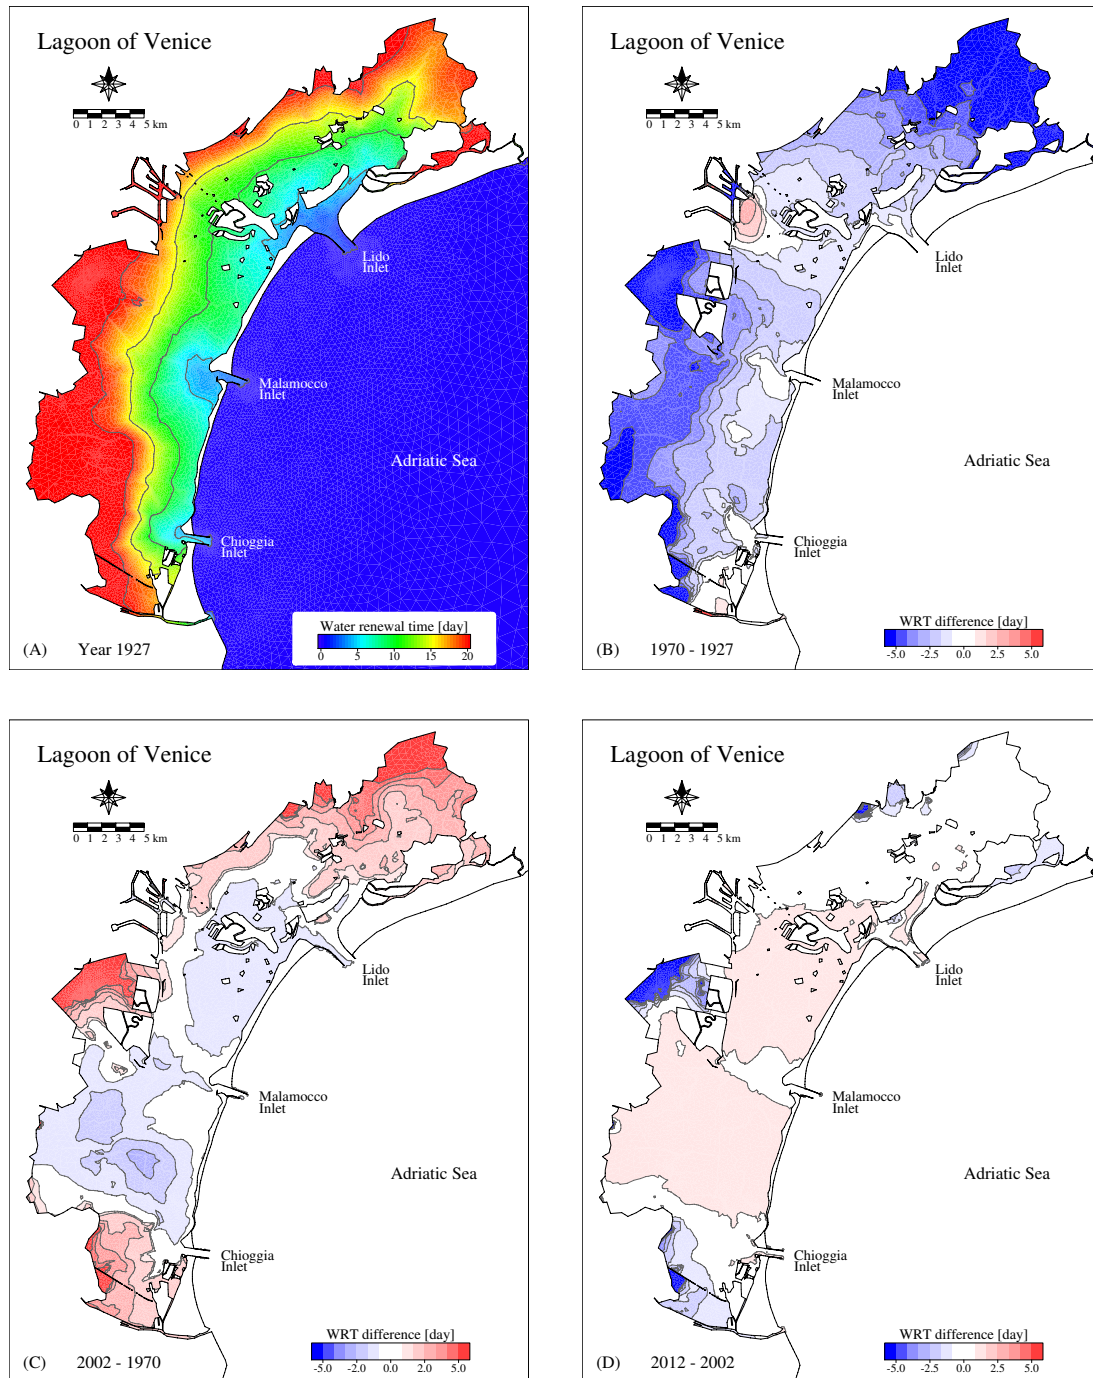 Lagoon of Venice
0 1 2 3 4 5 km
Lido
Inlet
Malamocco
Inlet
Adriatic Sea
Chioggia
Inlet
Water renewal time [day]
0 5 10 15 20
(A) Year 1927
Lagoon of Venice
0 1 2 3 4 5 km
Lido
Inlet
Malamocco
Inlet
Adriatic Sea
Chioggia
Inlet
WRT difference [day]
-5.0 -2.5 0.0 2.5 5.0
(B) 1970 - 1927
Lagoon of Venice
0 1 2 3 4 5 km
Lido
Inlet
Malamocco
Inlet
Adriatic Sea
Chioggia
Inlet
WRT difference [day]
-5.0 -2.5 0.0 2.5 5.0
(C) 2002 - 1970
Lagoon of Venice
0 1 2 3 4 5 km
Lido
Inlet
Malamocco
Inlet
Adriatic Sea
Chioggia
Inlet
WRT difference [day]
-5.0 -2.5 0.0 2.5 5.0
(D) 2012 - 2002